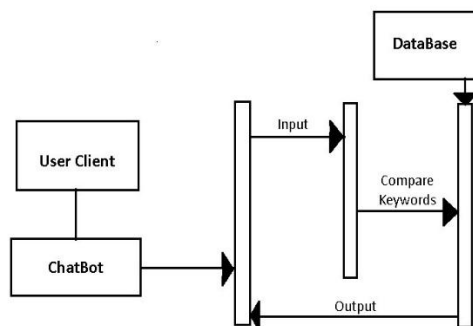 DataBase
Input
User Client
Compare
Keywords
ChatBot
Output